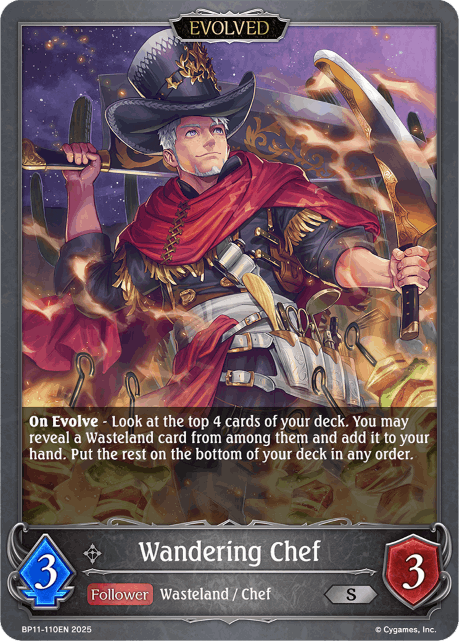 EVOLVED
On Evolve - Look at the top 4 cards of your deck. You may
reveal a Wasteland card from among them and add it to your
hand. Put the rest on the bottom of your deck in any order.
3
Wandering Chef
3
Follower Wasteland / Chef
S
BP11-110EN 2025
© Cygames, Inc.